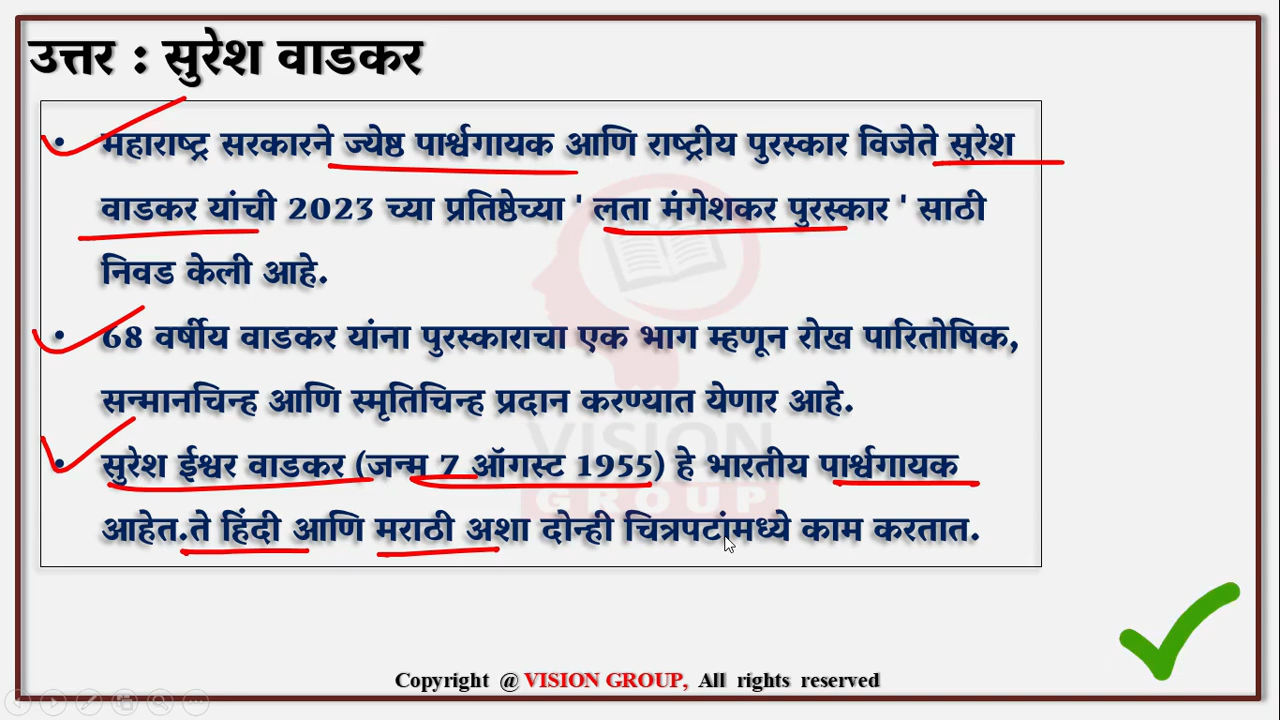 उत्तर : सुरेश वाडकर
• महाराष्ट्र सरकारने ज्येष्ठ पार्श्वगायक आणि राष्ट्रीय पुरस्कार विजेते सुरेश
वाडकर यांची 2023 च्या प्रतिष्ठेच्या ' लता मंगेशकर पुरस्कार ' साठी
निवड केली आहे.
• 68 वर्षीय वाडकर यांना पुरस्काराचा एक भाग म्हणून रोख पारितोषिक,
सन्मानचिन्ह आणि स्मृतिचिन्ह प्रदान करण्यात येणार आहे.
• सुरेश ईश्वर वाडकर (जन्म 7 ऑगस्ट 1955) हे भारतीय पार्श्वगायक
आहेत.ते हिंदी आणि मराठी अशा दोन्ही चित्रपटांमध्ये काम करतात.
VISION
GROUP
Copyright @ VISION GROUP, All rights reserved